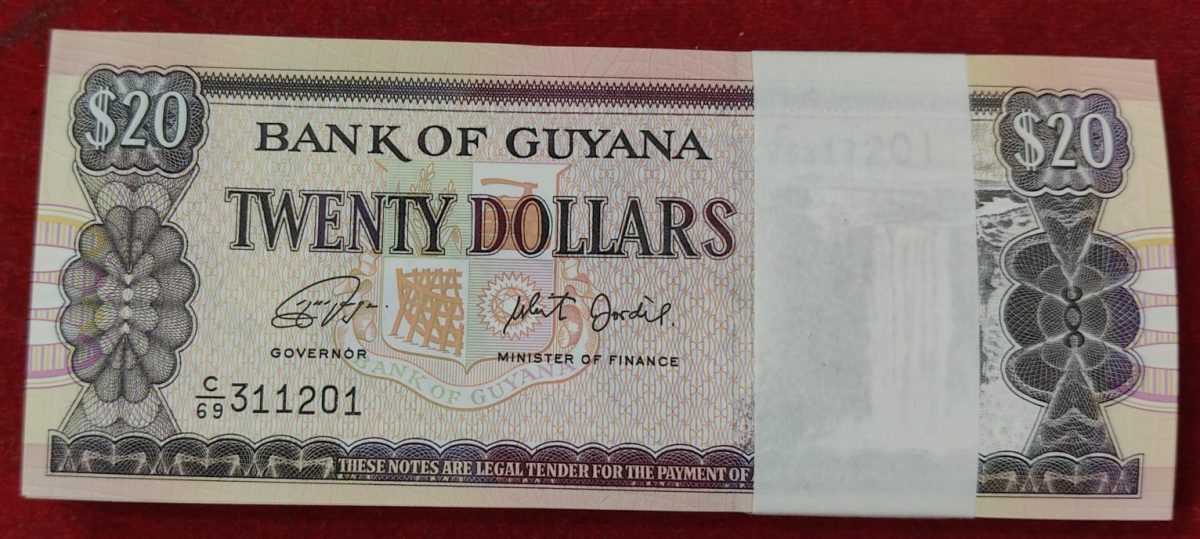 $20
$20
BANK OF GUYANA
TWENTY DOLLARS
GOVERNOR
MINISTER OF FINANCE
BANK OF GUYANA
C/69 311201
THESE NOTES ARE LEGAL TENDER FOR THE PAYMENT OF